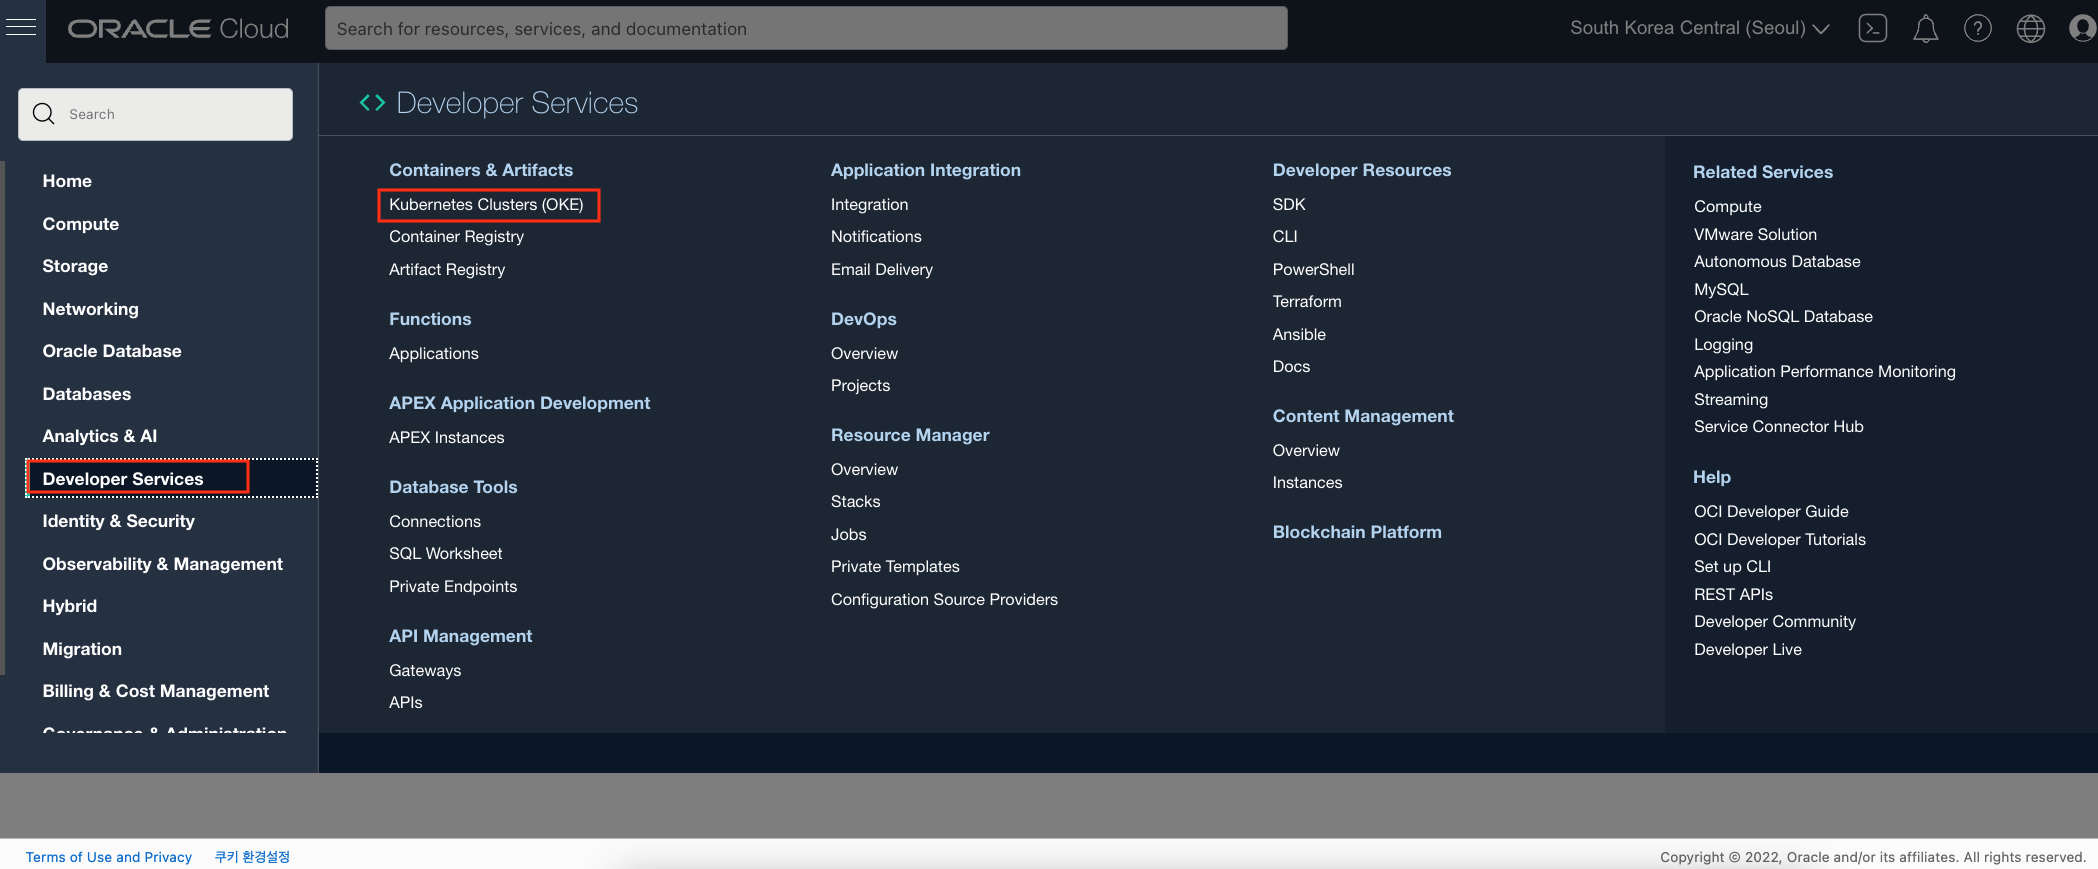 ORACLE Cloud
Search for resources, services, and documentation
South Korea Central (Seoul)
Search
Home
Compute
Storage
Networking
Oracle Database
Databases
Analytics & AI
Developer Services
Identity & Security
Observability & Management
Hybrid
Migration
Billing & Cost Management
Governance & Administration
Developer Services
Containers & Artifacts
Kubernetes Clusters (OKE)
Container Registry
Artifact Registry
Functions
Applications
APEX Application Development
APEX Instances
Database Tools
Connections
SQL Worksheet
Private Endpoints
API Management
Gateways
APIs
Application Integration
Integration
Notifications
Email Delivery
DevOps
Overview
Projects
Resource Manager
Overview
Stacks
Jobs
Private Templates
Configuration Source Providers
Developer Resources
SDK
CLI
PowerShell
Terraform
Ansible
Docs
Content Management
Overview
Instances
Blockchain Platform
Related Services
Compute
VMware Solution
Autonomous Database
MySQL
Oracle NoSQL Database
Logging
Application Performance Monitoring
Streaming
Service Connector Hub
Help
OCI Developer Guide
OCI Developer Tutorials
Set up CLI
REST APIs
Developer Community
Developer Live
Terms of Use and Privacy
쿠키 환경설정
Copyright © 2022, Oracle and/or its affiliates. All rights reserved.